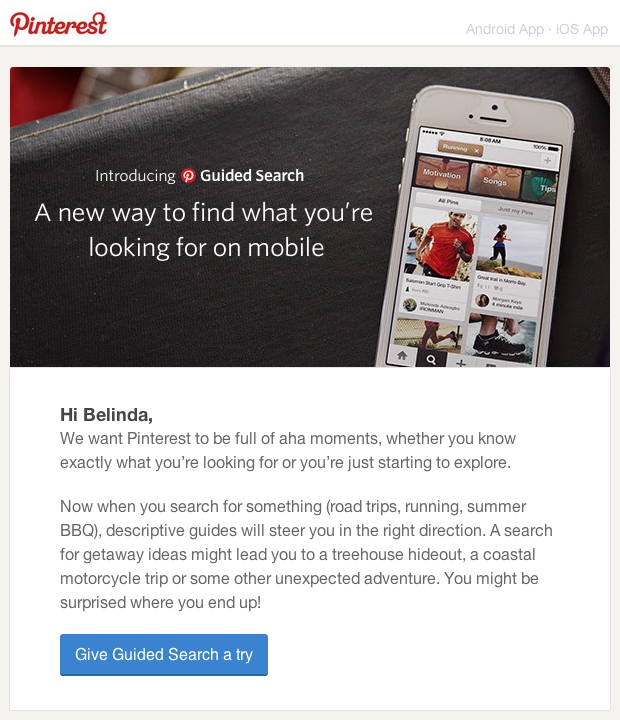 Pinterest
Android App · iOS App
Introducing Guided Search
A new way to find what you're
looking for on mobile
8:08 AM
100%
Running ×
Motivation
Songs
Tips
All Pins
Just my Pins
Salomon Start Grip T-Shirt
Great trail in Morro Bay.
Makinde Adeagbo
IRONMAN
Morgan Keys
Hi Belinda,
We want Pinterest to be full of aha moments, whether you know
exactly what you're looking for or you're just starting to explore.
Now when you search for something (road trips, running, summer
BBQ), descriptive guides will steer you in the right direction. A search
for getaway ideas might lead you to a treehouse hideout, a coastal
motorcycle trip or some other unexpected adventure. You might be
surprised where you end up!
Give Guided Search a try